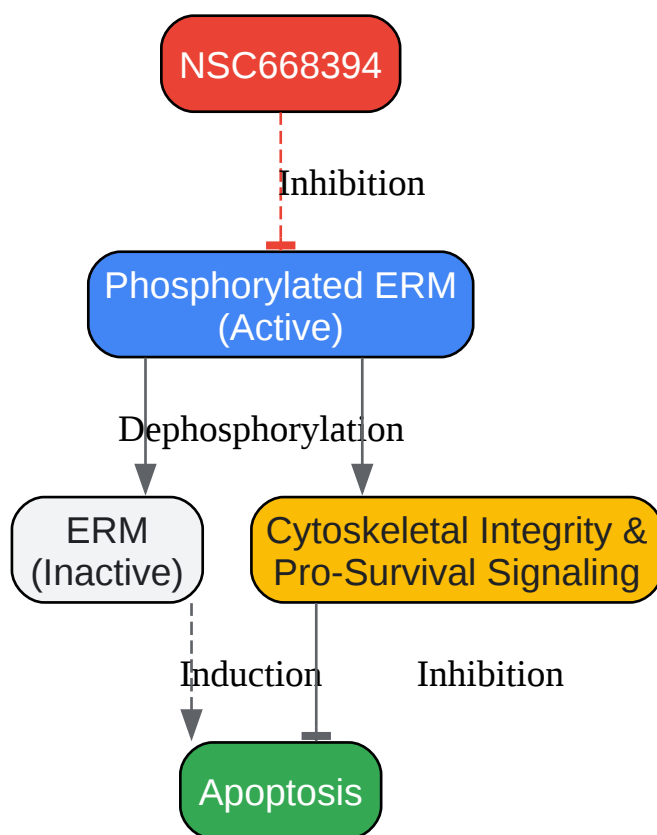 NSC668394
Inhibition
Phosphorylated ERM
(Active)
Dephosphorylation
ERM
(Inactive)
Cytoskeletal Integrity &
Pro-Survival Signaling
Induction
Inhibition
Apoptosis